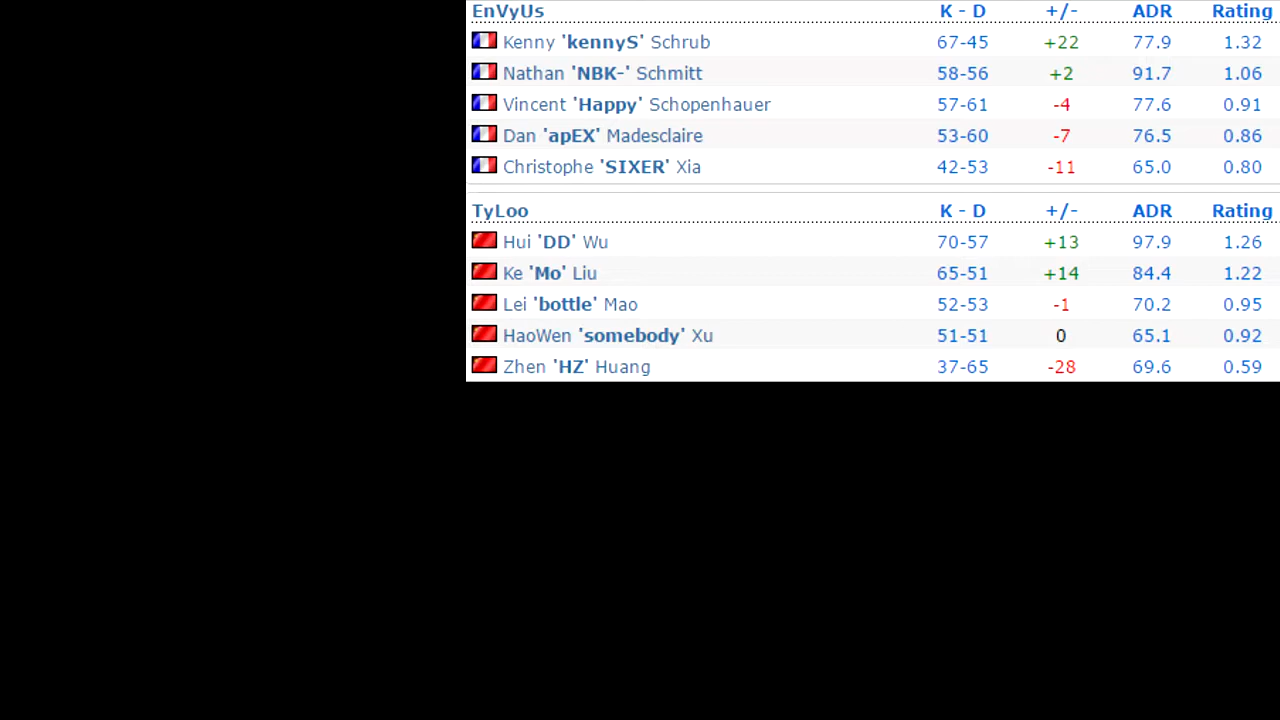 EnVyUs K - D +/- ADR Rating
Kenny 'kennyS' Schrub 67-45 +22 77.9 1.32
Nathan 'NBK-' Schmitt 58-56 +2 91.7 1.06
Vincent 'Happy' Schopenhauer 57-61 -4 77.6 0.91
Dan 'apEX' Madesclaire 53-60 -7 76.5 0.86
Christophe 'SIXER' Xia 42-53 -11 65.0 0.80
TyLoo K - D +/- ADR Rating
Hui 'DD' Wu 70-57 +13 97.9 1.26
Ke 'Mo' Liu 65-51 +14 84.4 1.22
Lei 'bottle' Mao 52-53 -1 70.2 0.95
HaoWen 'somebody' Xu 51-51 0 65.1 0.92
Zhen 'HZ' Huang 37-65 -28 69.6 0.59